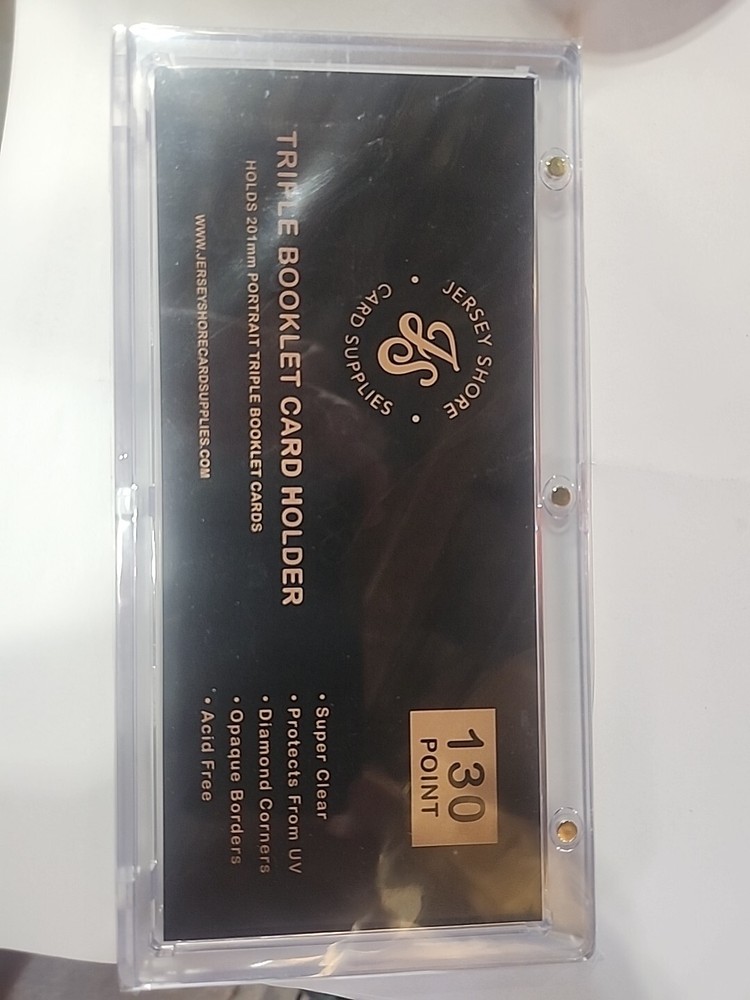 JERSEY SHORE
JS
CARD SUPPLIES
130
POINT
TRIPLE BOOKLET CARD HOLDER
HOLDS 201mm PORTRAIT TRIPLE BOOKLET CARDS
WWW.JERSEYSHORECARDSUPPLIES.COM
• Super Clear
• Protects From UV
• Diamond Corners
• Opaque Borders
• Acid Free